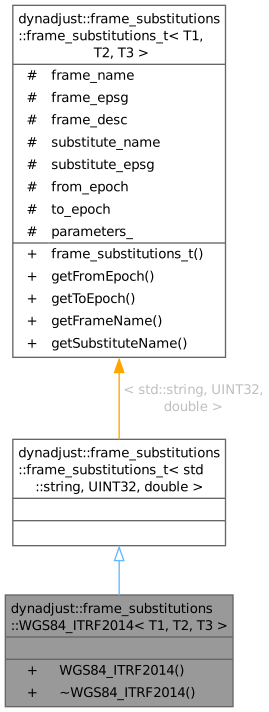 dynadjust::frame_substitutions
::frame_substitutions_t< T1,
T2, T3 >
# frame_name
# frame_epsg
# frame_desc
# substitute_name
# substitute_epsg
# from_epoch
# to_epoch
# parameters_
+ frame_substitutions_t()
+ getFromEpoch()
+ getToEpoch()
+ getFrameName()
+ getSubstituteName()
< std::string, UINT32,
double >
dynadjust::frame_substitutions
::frame_substitutions_t< std
::string, UINT32, double >
dynadjust::frame_substitutions
::WGS84_ITRF2014< T1, T2, T3 >
+ WGS84_ITRF2014()
+ ~WGS84_ITRF2014()